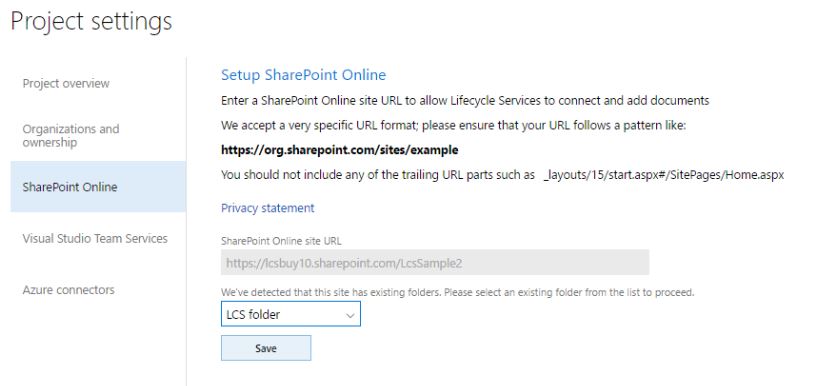 Project settings
Project overview
Organizations and
ownership
SharePoint Online
Visual Studio Team Services
Azure connectors
Setup SharePoint Online
Enter a SharePoint Online site URL to allow Lifecycle Services to connect and add documents
We accept a very specific URL format; please ensure that your URL follows a pattern like:
https://org.sharepoint.com/sites/example
You should not include any of the trailing URL parts such as _layouts/15/start.aspx#/SitePages/Home.aspx
Privacy statement
SharePoint Online site URL
https://lcsbuy10.sharepoint.com/LcsSample2
We've detected that this site has existing folders. Please select an existing folder from the list to proceed.
LCS folder
Save